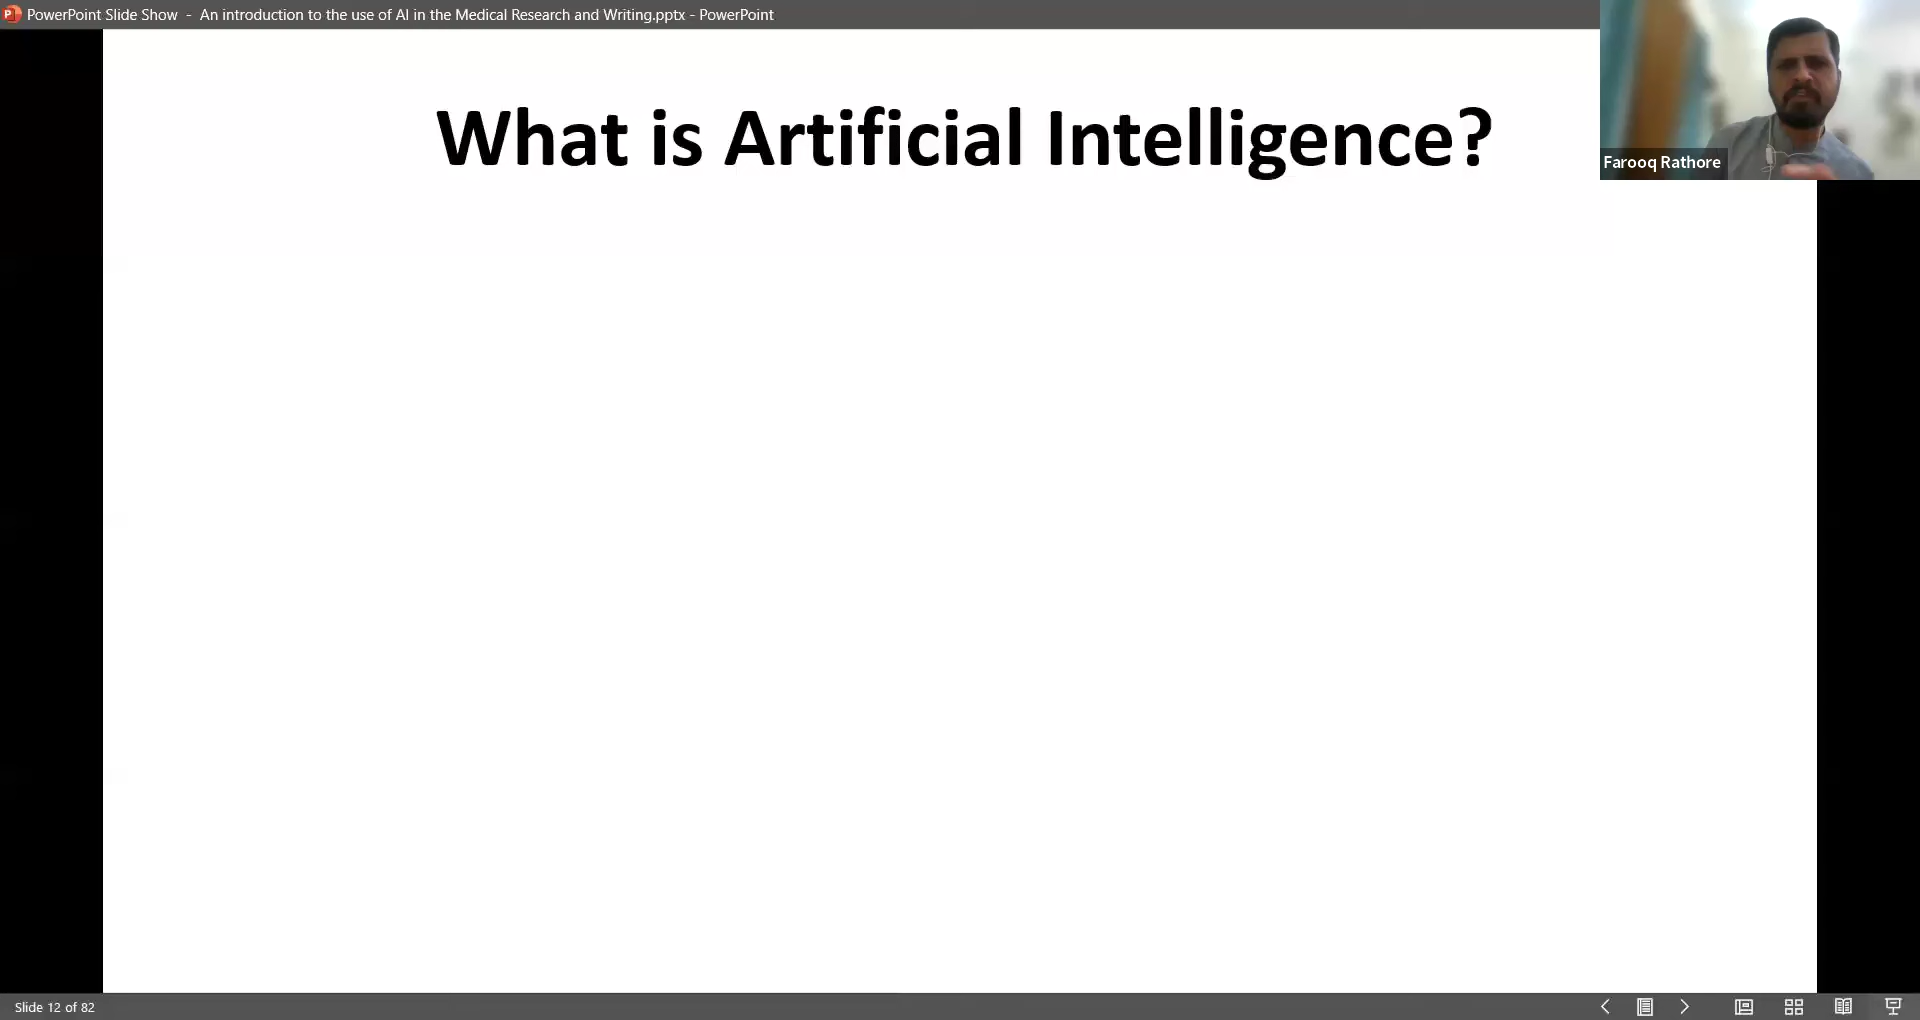 PowerPoint Slide Show - An introduction to the use of AI in the Medical Research and Writing.pptx - PowerPoint
What is Artificial Intelligence?
Farooq Rathore
Slide 12 of 82